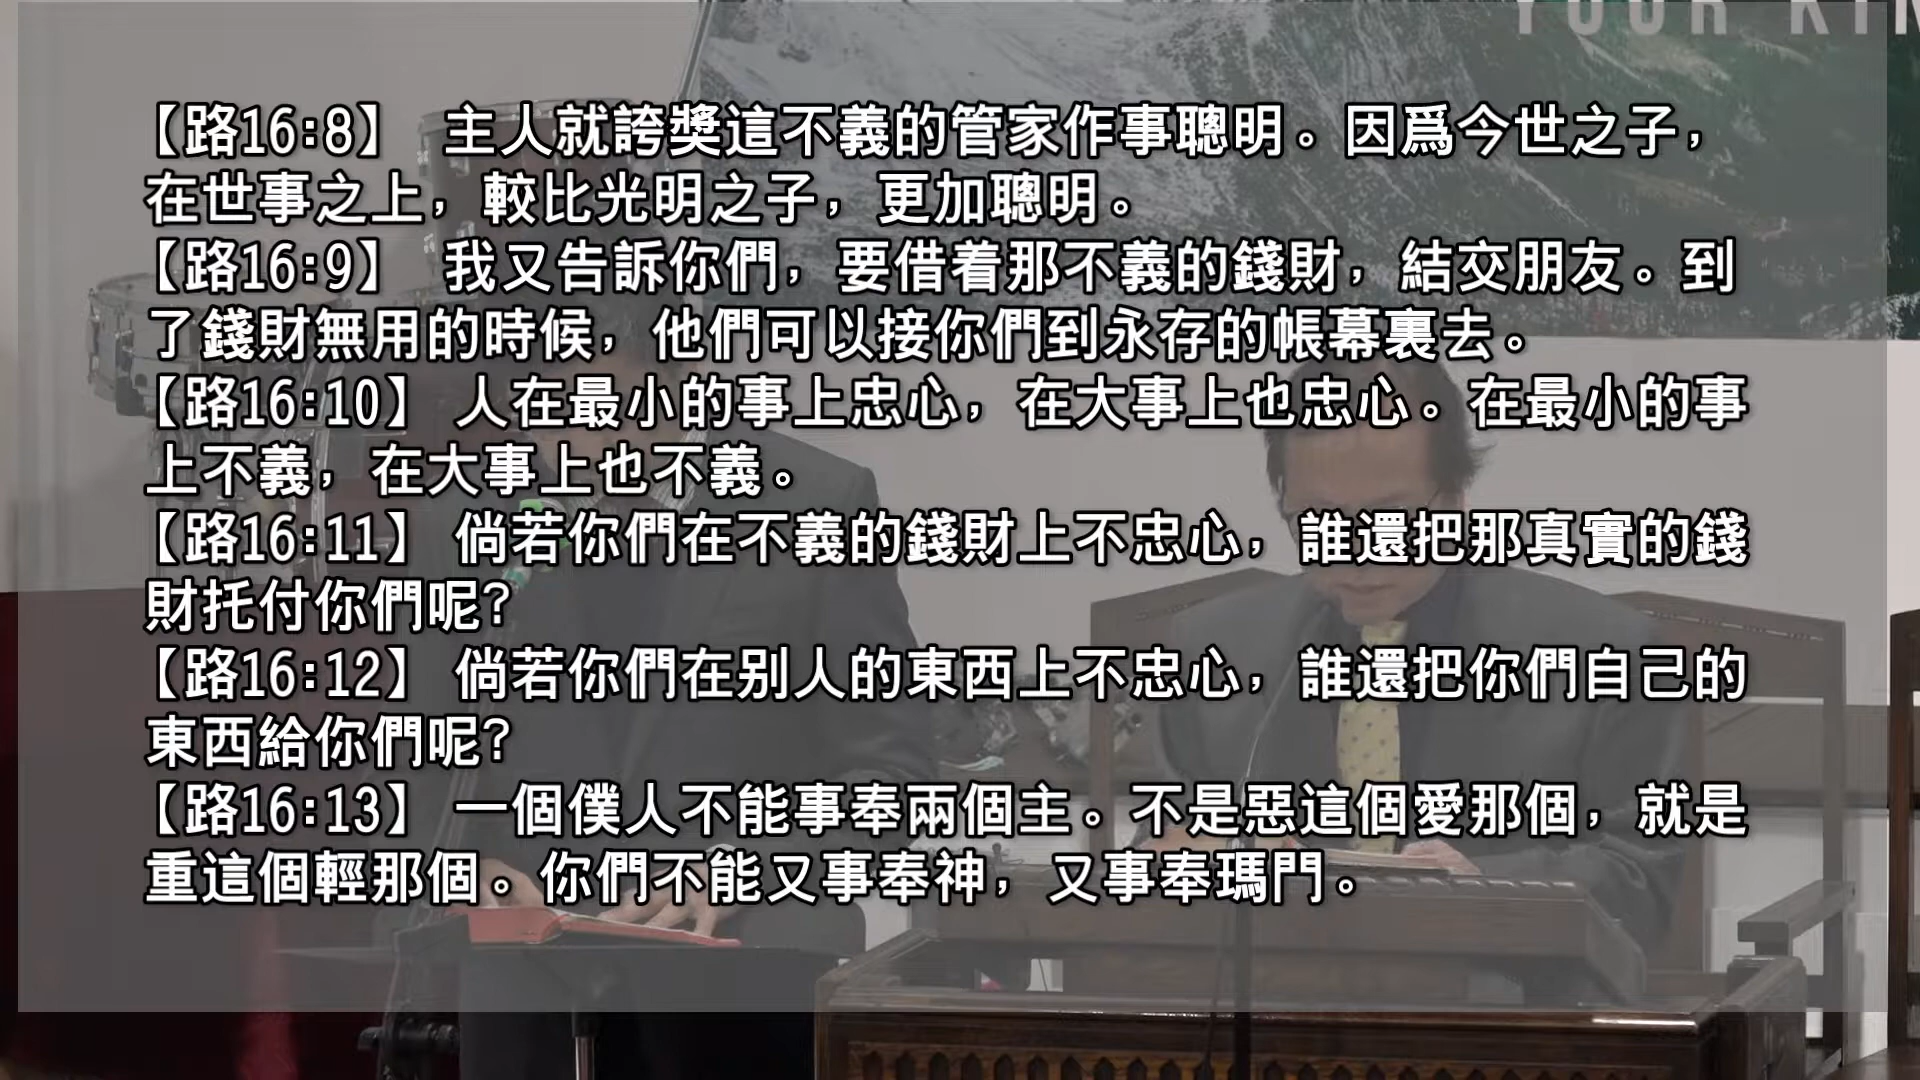 YOUR KIN
【路16:8】 主人就誇獎這不義的管家作事聰明。因爲今世之子，
在世事之上，較比光明之子，更加聰明。
【路16:9】 我又告訴你們，要借着那不義的錢財，結交朋友。到
了錢財無用的時候，他們可以接你們到永存的帳幕裏去。
【路16:10】 人在最小的事上忠心，在大事上也忠心。在最小的事
上不義，在大事上也不義。
【路16:11】 倘若你們在不義的錢財上不忠心，誰還把那真實的錢
財托付你們呢？
【路16:12】 倘若你們在别人的東西上不忠心，誰還把你們自己的
東西給你們呢？
【路16:13】 一個僕人不能事奉兩個主。不是惡這個愛那個，就是
重這個輕那個。你們不能又事奉神，又事奉瑪門。